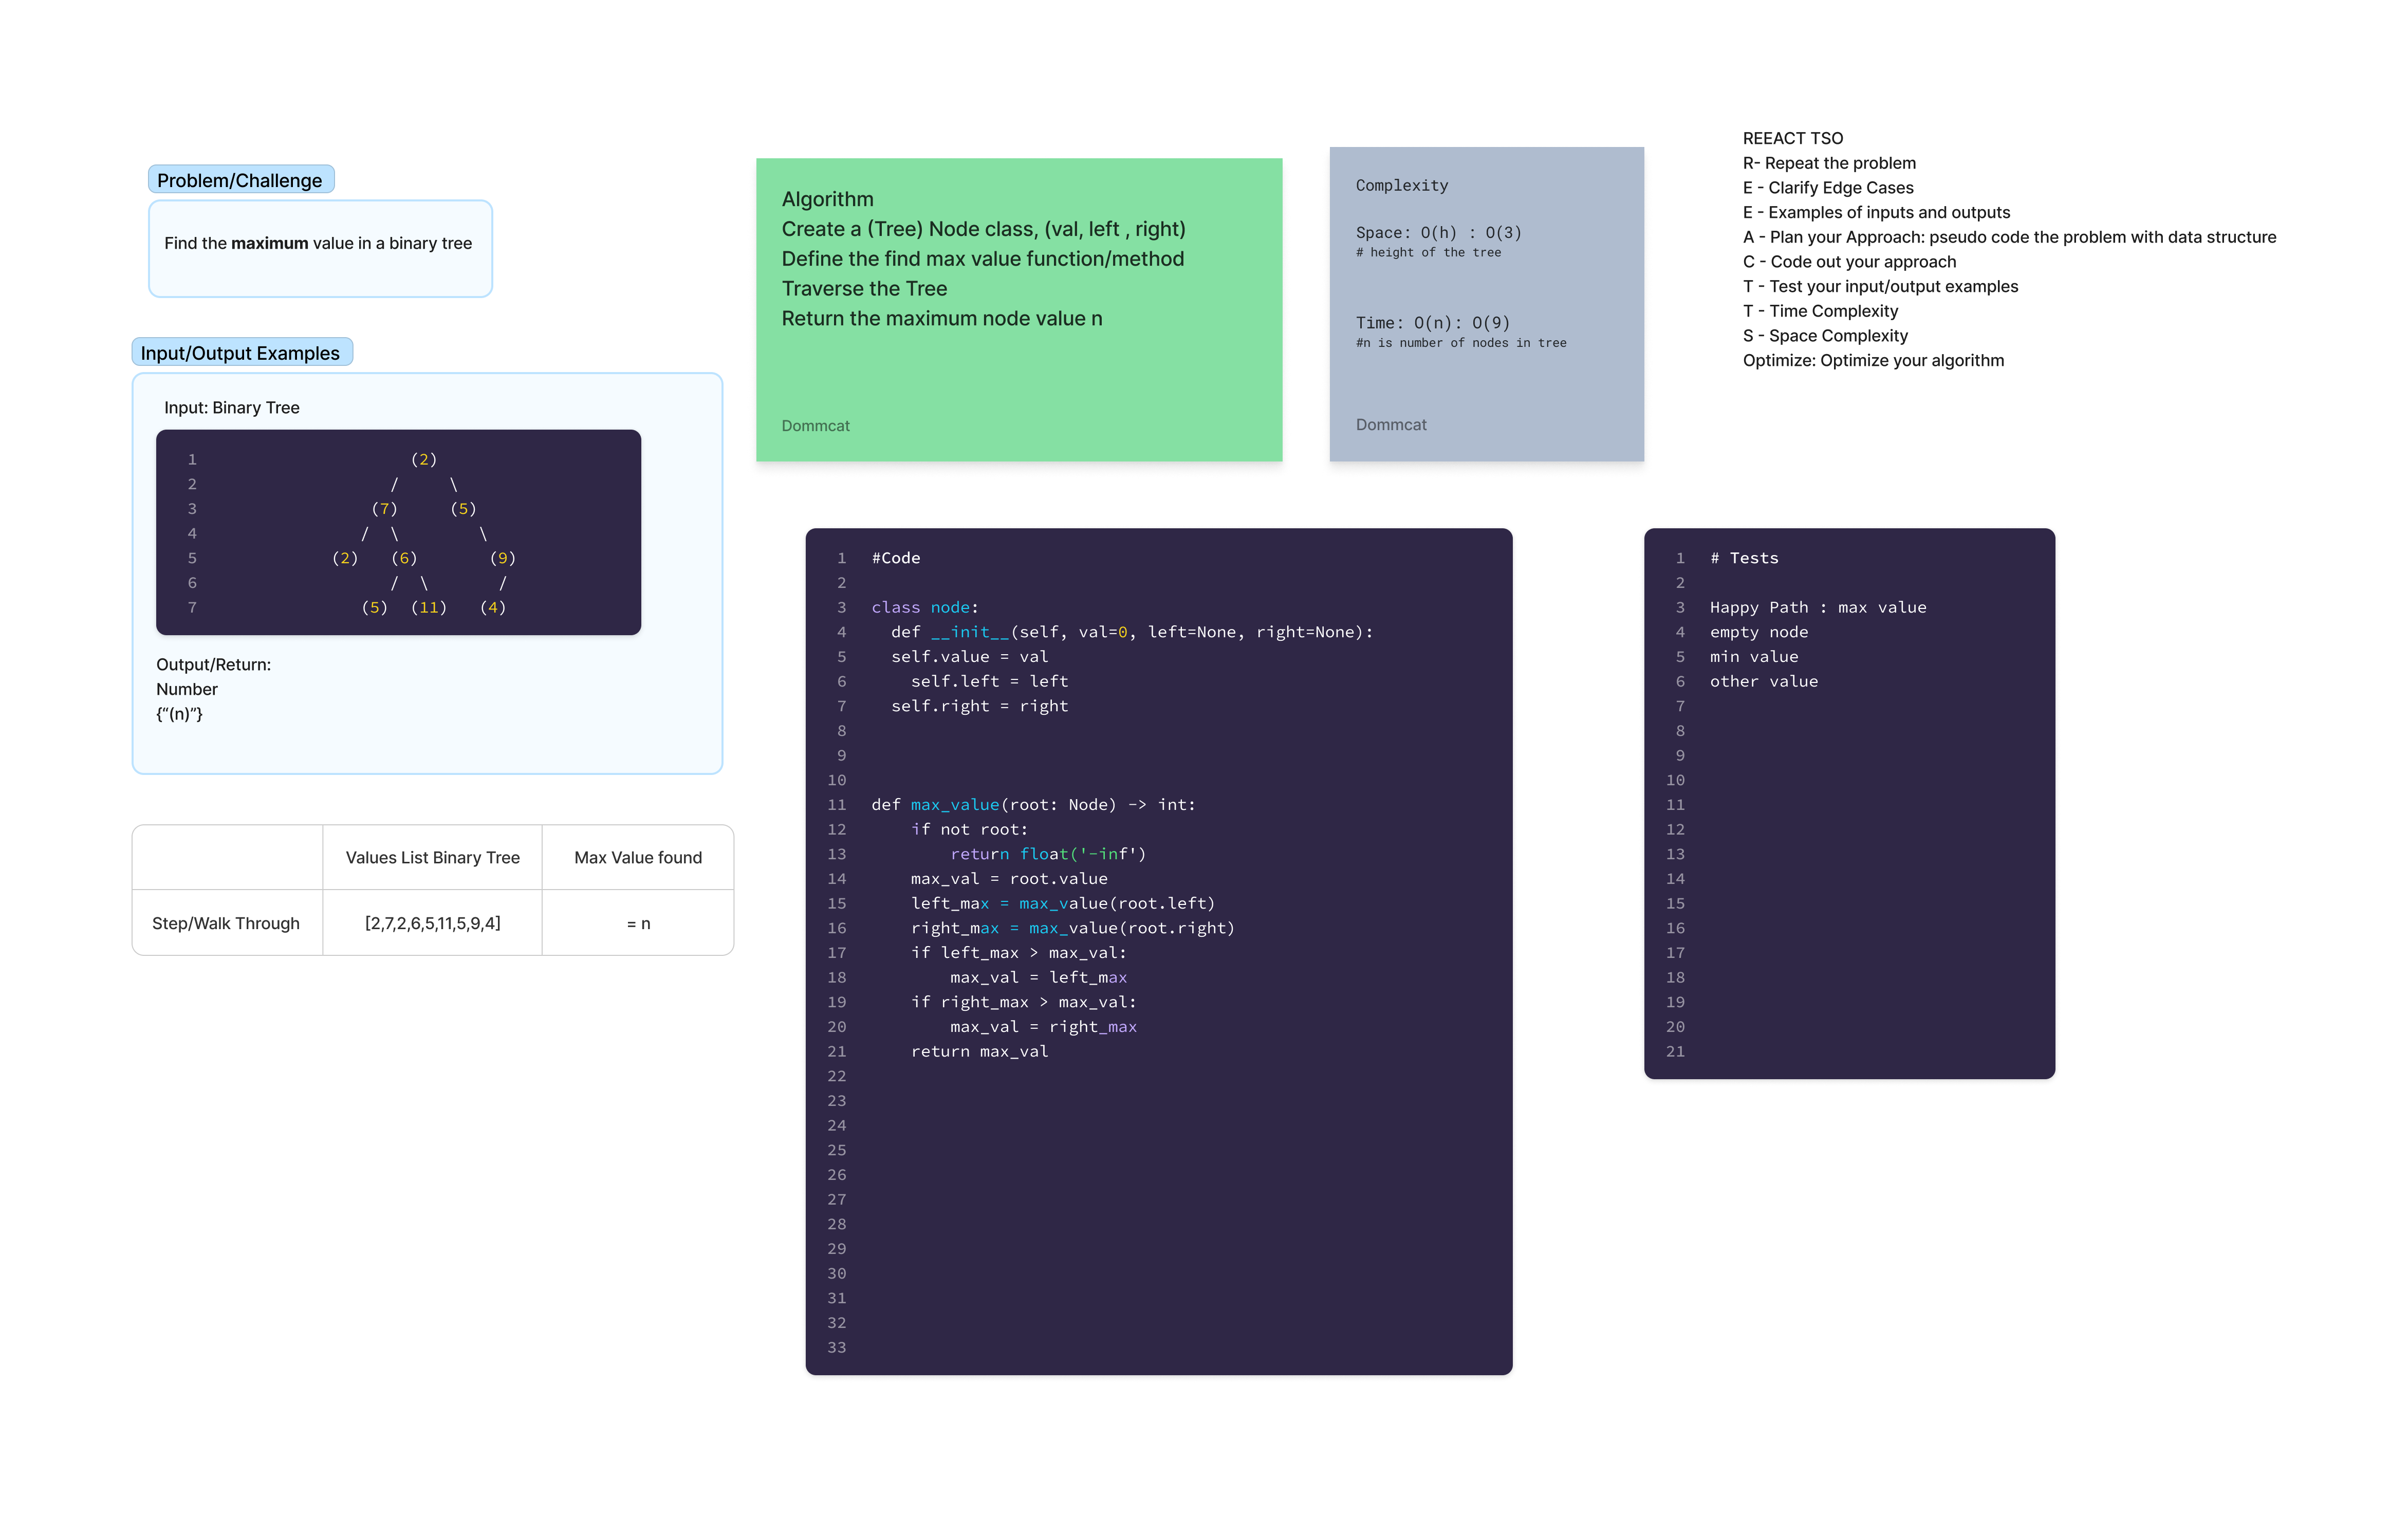 Problem/Challenge
Find the maximum value in a binary tree
Input/Output Examples
Input: Binary Tree
1 (2)
2 / \
3 (7) (5)
4 / \ \
5 (2) (6) (9)
6 / \ /
7 (5) (11) (4)
Output/Return:
Number
{“(n)”}
Values List Binary Tree Max Value found
Step/Walk Through [2,7,2,6,5,11,5,9,4] = n
Algorithm
Create a (Tree) Node class, (val, left , right)
Define the find max value function/method
Traverse the Tree
Return the maximum node value n
Dommcat
Complexity
Space: O(h) : O(3)
# height of the tree
Time: O(n): O(9)
#n is number of nodes in tree
Dommcat
REEACT TSO
R- Repeat the problem
E - Clarify Edge Cases
E - Examples of inputs and outputs
A - Plan your Approach: pseudo code the problem with data structure
C - Code out your approach
T - Test your input/output examples
T - Time Complexity
S - Space Complexity
Optimize: Optimize your algorithm
1 #Code
2
3 class node:
4 def __init__(self, val=0, left=None, right=None):
5 self.value = val
6 self.left = left
7 self.right = right
8
9
10
11 def max_value(root: Node) -> int:
12 if not root:
13 return float('-inf')
14 max_val = root.value
15 left_max = max_value(root.left)
16 right_max = max_value(root.right)
17 if left_max > max_val:
18 max_val = left_max
19 if right_max > max_val:
20 max_val = right_max
21 return max_val
22
23
24
25
26
27
28
29
30
31
32
33
1 # Tests
2
3 Happy Path : max value
4 empty node
5 min value
6 other value
7
8
9
10
11
12
13
14
15
16
17
18
19
20
21